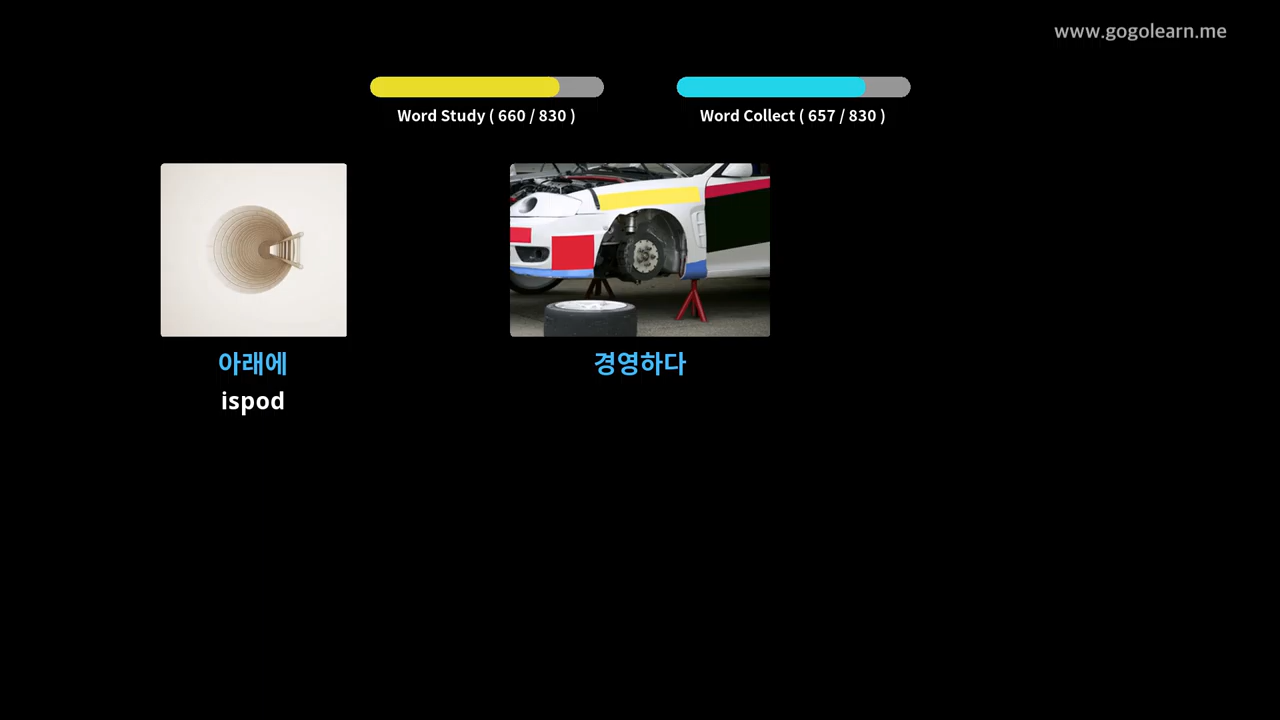 www.gogolearn.me
Word Study ( 660 / 830 )
Word Collect ( 657 / 830 )
아래에
ispod
경영하다